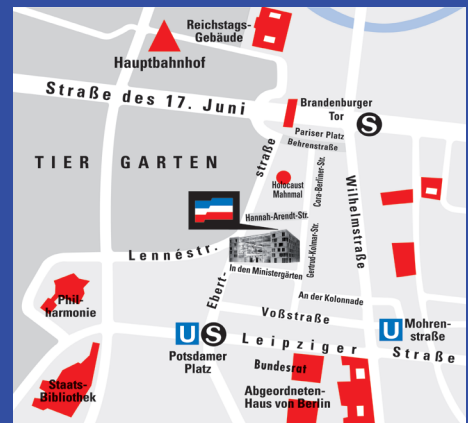 Reichstags-
Gebäude
Hauptbahnhof
Straße des 17. Juni
Brandenburger
Tor
S
Pariser Platz
Behrenstraße
TIER GARTEN
Holocaust
Mahnmal
Cora-Berliner-Str.
Wilhelmstraße
Hannah-Arendt-Str.
Gertrud-Kolmar-Str.
Lennéstr.
In den Ministergärten
Ebert-
straße
An der Kolonnade
Voßstraße
Phil-
harmonie
U S
Potsdamer
Platz
U Mohren-
straße
Leipziger Straße
Staats-
Bibliothek
Bundesrat
Abgeordneten-
Haus von Berlin